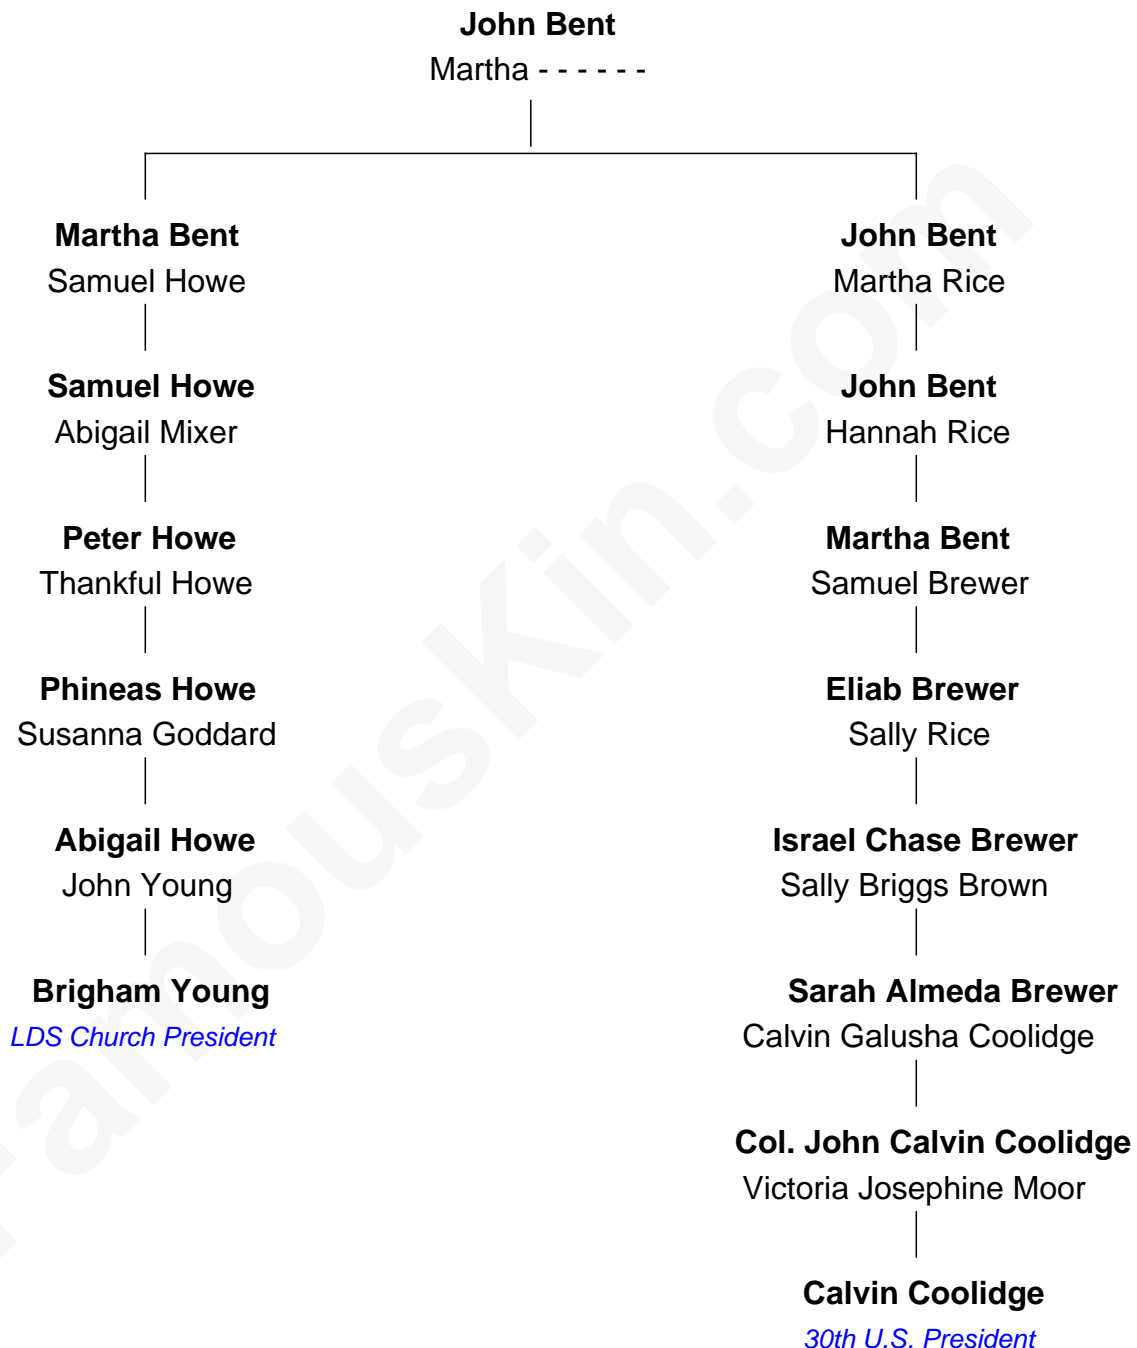 John Bent
Martha - - - - - -
Martha Bent
Samuel Howe
John Bent
Martha Rice
Samuel Howe
Abigail Mixer
John Bent
Hannah Rice
Peter Howe
Thankful Howe
Martha Bent
Samuel Brewer
Phineas Howe
Susanna Goddard
Eliab Brewer
Sally Rice
Abigail Howe
John Young
Israel Chase Brewer
Sally Briggs Brown
Brigham Young
LDS Church President
Sarah Almeda Brewer
Calvin Galusha Coolidge
Col. John Calvin Coolidge
Victoria Josephine Moor
Calvin Coolidge
30th U.S. President
FamousKin.com